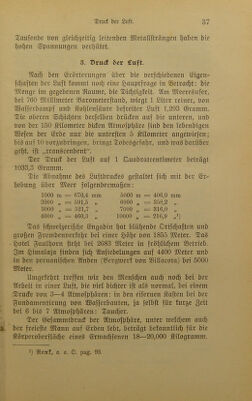 Druck der Luft. 37
Tausende von gleichzeitig leitenden Metallsträngen haben die
hohen Spannungen verhütet.
3. Druck der Luft.
Nach den Erörterungen über die verschiedenen Eigen-
schaften der Luft kommt noch eine Hauptfrage in Betracht: die
Menge im gegebenen Raume, die Dichtigkeit. Am Meeresufer,
bei 760 Millimeter Barometerstand, wiegt 1 Liter reiner, von
Wasserdampf und Kohlensäure befreiter Luft 1,293 Gramm.
Die oberen Schichten derselben drücken auf die unteren, und
von der 150 Kilometer hohen Atmosphäre sind den lebenden
Wesen der Erde nur die untersten 5 Kilometer angewiesen;
bis auf 10 vorzudringen, bringt Todesgefahr, und was darüber
geht, ist „transcendent“.
Der Druck der Luft auf 1 Quadratcentimeter beträgt
1033,3 Gramm.
Die Abnahme des Luftdruckes gestaltet sich mit der Er-
hebung über Meer folgendermaßen:
1000 m = 670,4 mm 5000 m = 406,0 mm
2000 „ = 591,5 „ 6000 „ = 358,2 „
3000 „ = 521,7 „ 7000 „ = 316,0 „
4000 „ = 460,3 „ 10000 „ = 216,9 „ ¹)
Das schweizerische Engadin hat blühende Ortschaften und
großen Fremdenverkehr bei einer Höhe von 1855 Meter. Das
Hotel Faulhorn steht bei 2683 Meter in fröhlichem Betrieb.
Im Himalaja finden sich Ansiedelungen auf 4400 Meter und
in den peruanischen Anden (Bergwerk von Villacota) bei 5000
Meter.
Umgekehrt treffen wir den Menschen auch noch bei der
Arbeit in einer Luft, die viel dichter ist als normal, bei einem
Druck von 3—4 Atmosphären: in den eisernen Kasten bei der
Fundamentierung von Wasserbauten, ja selbst für kurze Zeit
bei 6 bis 7 Atmosphären: Taucher.
Der Gesammtdruck der Atmosphäre, unter welchem auch
der freieste Mann auf Erden lebt, beträgt bekanntlich für die
Körperoberfläche eines Erwachsenen 18—20,000 Kilogramm.
¹) Renk, a. a. O. pag. 93.